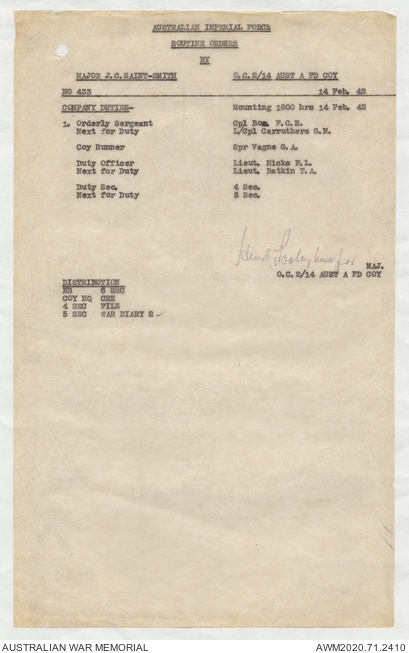 AUSTRALIAN IMPERIAL FORCE
ROUTINE ORDERS
BY
MAJOR J.C.SAINT-SMITH O.C.2/14 AUST A FD COY
NO 433 14 Feb. 42
COMPANY DUTIES- Mounting 1800 hrs 14 Feb. 42
1. Orderly Sergeant Cpl Box F.C.R.
Next for Duty L/Cpl Carruthers G.N.
Coy Runner Spr Vagne G.A.
Duty Officer Lieut. Hicks F.L.
Next for Duty Lieut. Batkin T.A.
Duty Sec. 4 Sec.
Next for Duty 5 Sec.
for MAJ.
O.C. 2/14 AUST A FD COY
DISTRIBUTION
6 SEC
COY HQ CRE
4 SEC FILE
5 SEC WAR DIARY 2
AUSTRALIAN WAR MEMORIAL AWM2020.71.2410